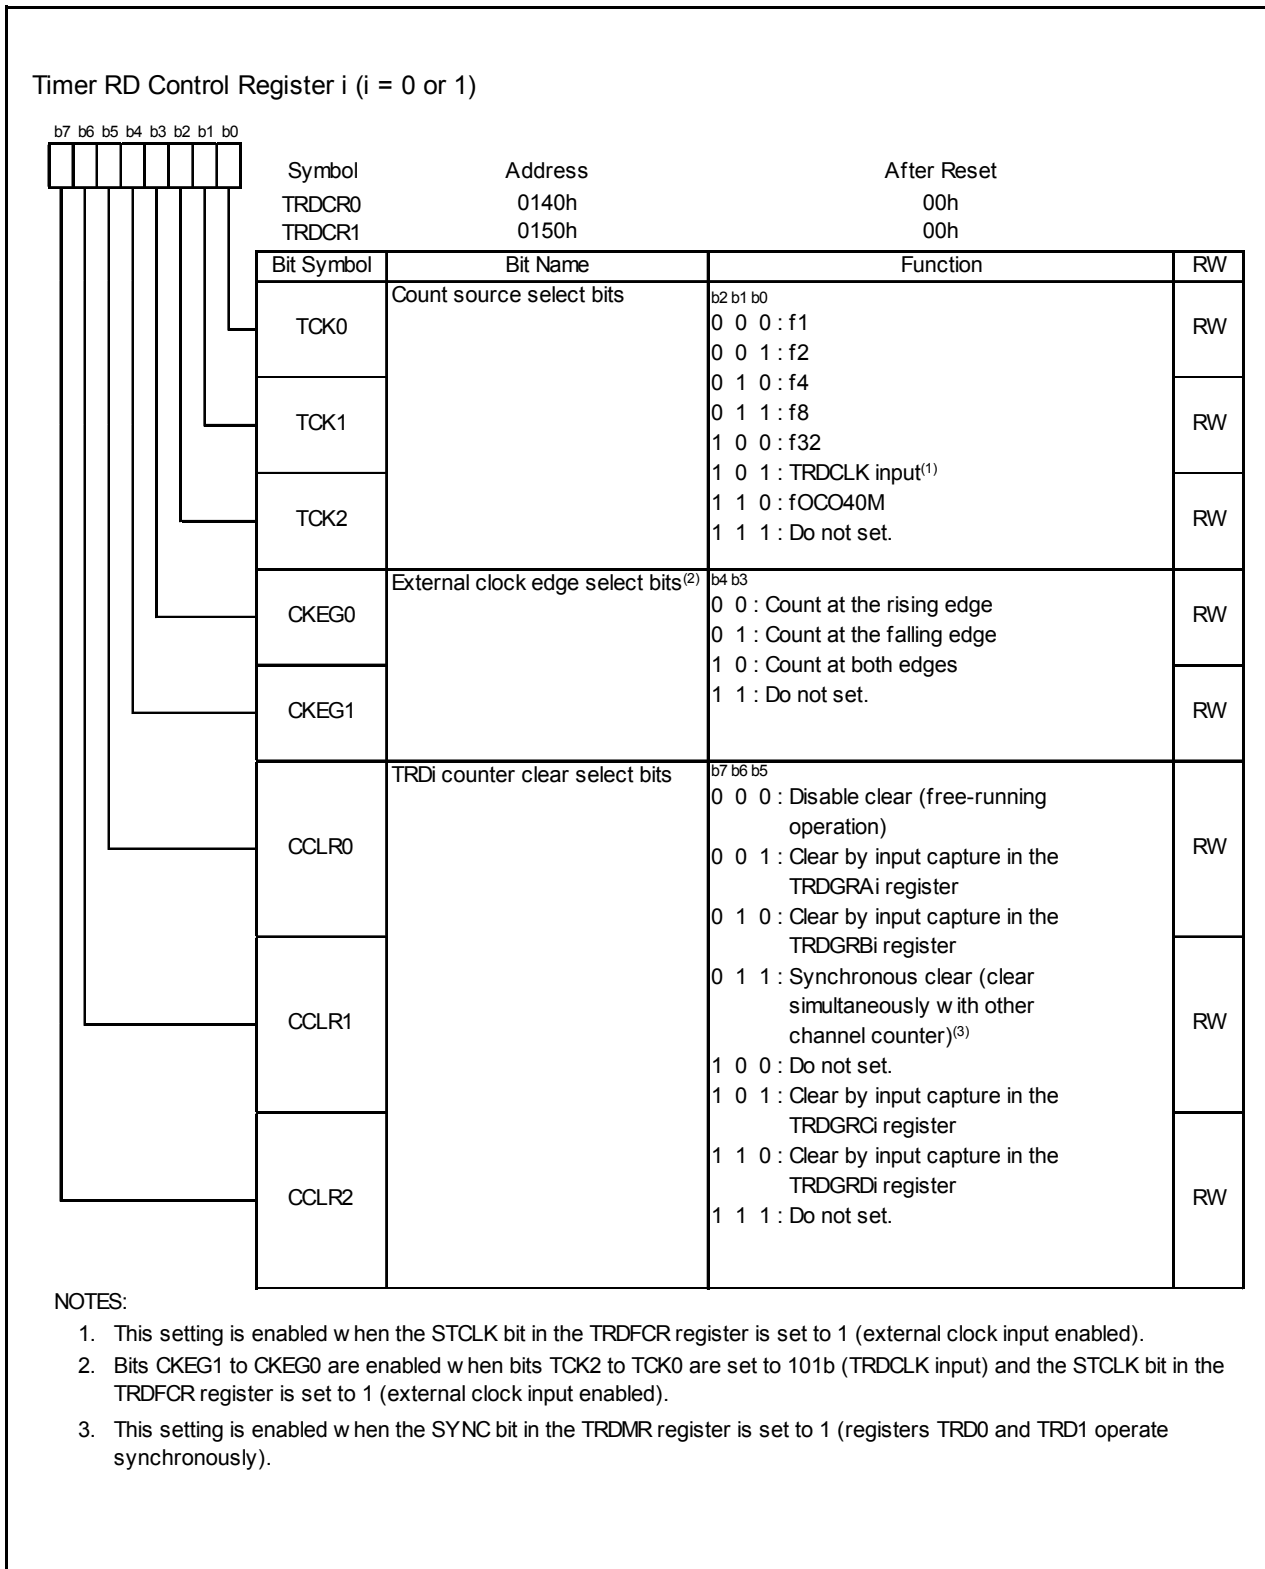 Timer RD Control Register i (i = 0 or 1)
b7 b6 b5 b4 b3 b2 b1 b0
Symbol Address After Reset
TRDCR0 0140h 00h
TRDCR1 0150h 00h
Bit Symbol Bit Name Function RW
TCK0 Count source select bits RW
b2 b1 b0
0 0 0 : f1
0 0 1 : f2
0 1 0 : f4
TCK1 RW
0 1 1 : f8
1 0 0 : f32
1 0 1 : TRDCLK input(1)
TCK2 RW
1 1 0 : fOCO40M
1 1 1 : Do not set.
CKEG0 External clock edge select bits(2) RW
b4 b3
0 0 : Count at the rising edge
0 1 : Count at the falling edge
1 0 : Count at both edges
CKEG1 RW
1 1 : Do not set.
CCLR0 TRDi counter clear select bits RW
b7 b6 b5
0 0 0 : Disable clear (free-running
operation)
0 0 1 : Clear by input capture in the
TRDGRAi register
0 1 0 : Clear by input capture in the
TRDGRBi register
CCLR1 RW
0 1 1 : Synchronous clear (clear
simultaneously with other
channel counter)(3)
1 0 0 : Do not set.
1 0 1 : Clear by input capture in the
TRDGRCi register
CCLR2 RW
1 1 0 : Clear by input capture in the
TRDGRDi register
1 1 1 : Do not set.
NOTES:
1. This setting is enabled when the STCLK bit in the TRDFCR register is set to 1 (external clock input enabled).
2. Bits CKEG1 to CKEG0 are enabled when bits TCK2 to TCK0 are set to 101b (TRDCLK input) and the STCLK bit in the
TRDFCR register is set to 1 (external clock input enabled).
3. This setting is enabled when the SYNC bit in the TRDMR register is set to 1 (registers TRD0 and TRD1 operate
synchronously).